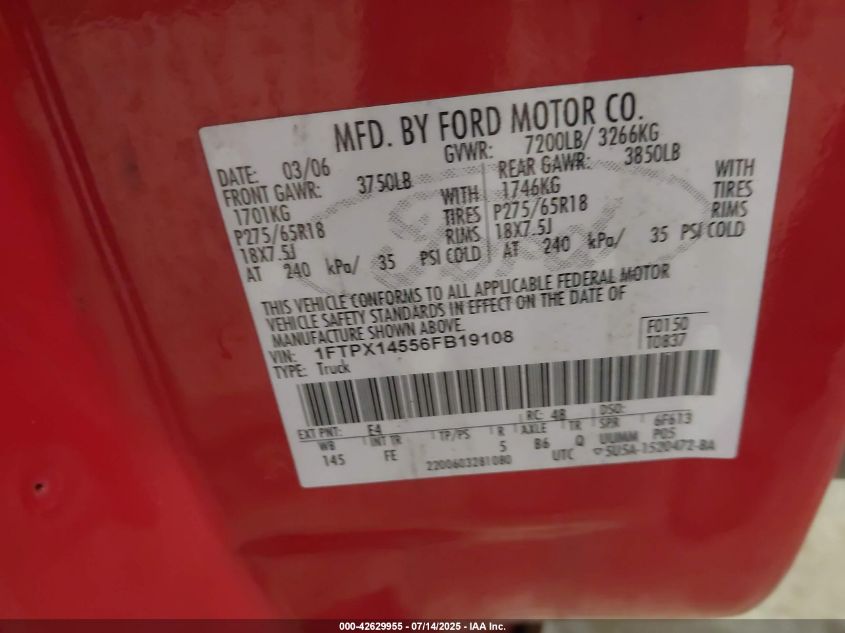 MFD. BY FORD MOTOR CO.
DATE: 03/06 GVWR: 7200LB/ 3266KG
FRONT GAWR: 3750LB REAR GAWR: 3850LB
1701KG WITH 1746KG WITH
P275/65R18 TIRES P275/65R18 TIRES
18X7.5J RIMS 18X7.5J RIMS
AT 240 kPa/ 35 PSI COLD AT 240 kPa/ 35 PSI COLD
THIS VEHICLE CONFORMS TO ALL APPLICABLE FEDERAL MOTOR
VEHICLE SAFETY STANDARDS IN EFFECT ON THE DATE OF
MANUFACTURE SHOWN ABOVE.
VIN: 1FTPX14556FB19108 F0150
TYPE: Truck T0837
EXT PNT: E4 RC: 48 DSO:
WB INT TR TP/PS R AXLE TR SPR 6F613
145 FE 5 B6 Q UUMM POS
2200603281080 UTC 5U5A-1520472-BA
000-42629955 - 07/14/2025 - IAA Inc.